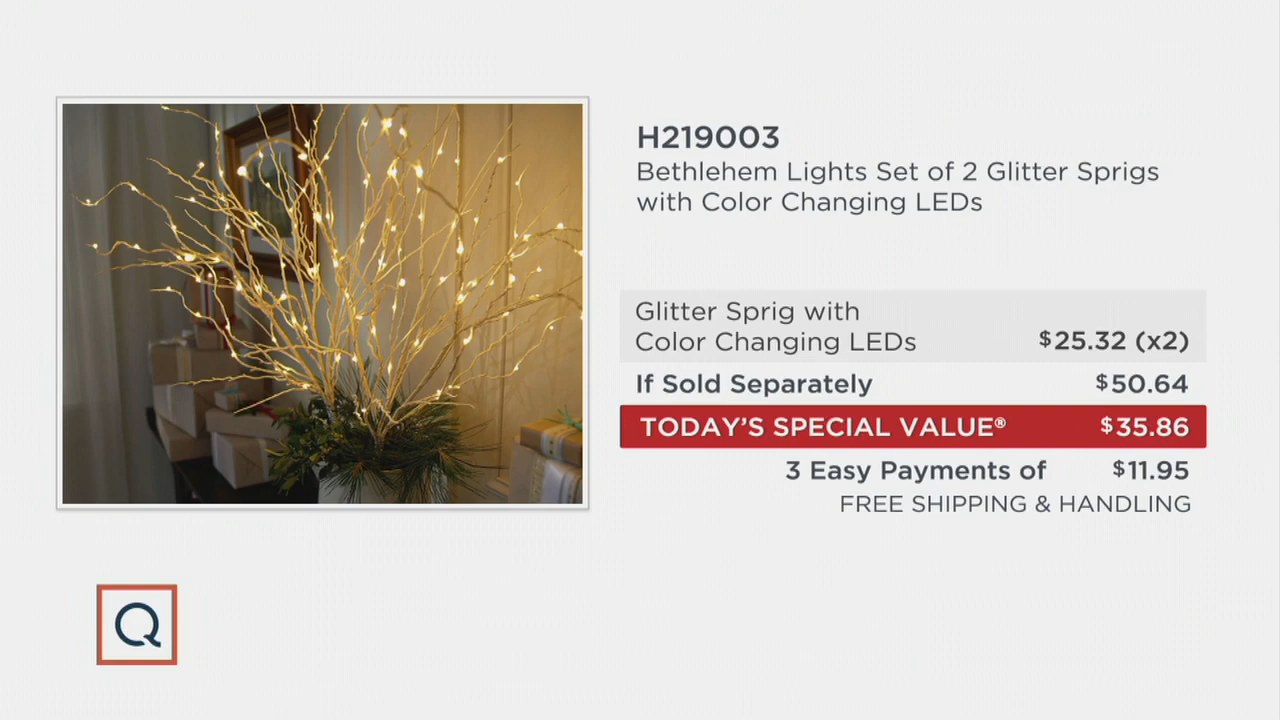 H219003
Bethlehem Lights Set of 2 Glitter Sprigs
with Color Changing LEDs
Glitter Sprig with
Color Changing LEDs $25.32 (x2)
If Sold Separately $50.64
TODAY'S SPECIAL VALUE® $35.86
3 Easy Payments of $11.95
FREE SHIPPING & HANDLING
Q